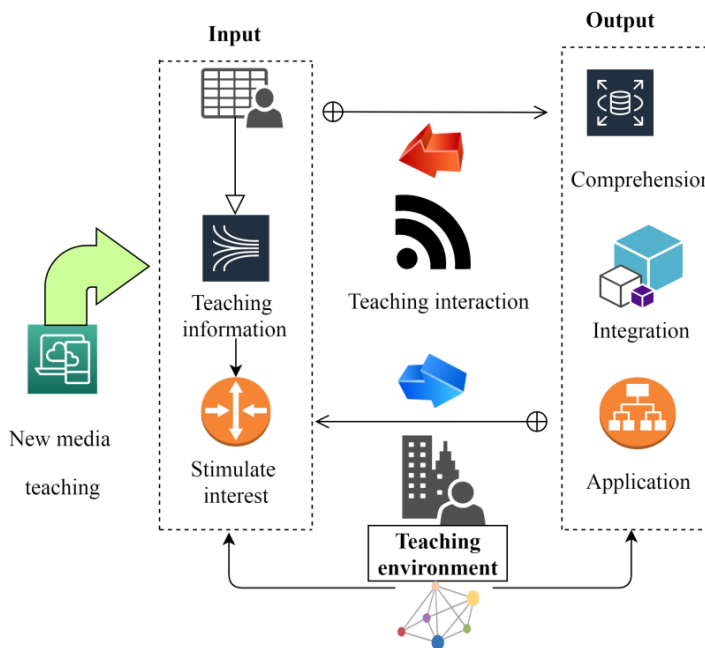 Input
Output
Comprehension
Teaching
information
Teaching interaction
Integration
New media
teaching
Stimulate
interest
Application
Teaching
environment